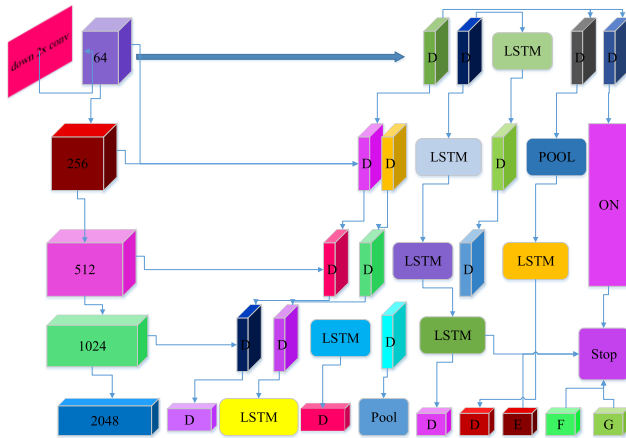 down 2x conv
64
D
D
LSTM
D
D
256
D
D
LSTM
D
POOL
ON
512
D
D
LSTM
D
LSTM
1024
D
D
LSTM
D
LSTM
Stop
2048
D
LSTM
D
Pool
D
D
E
F
G